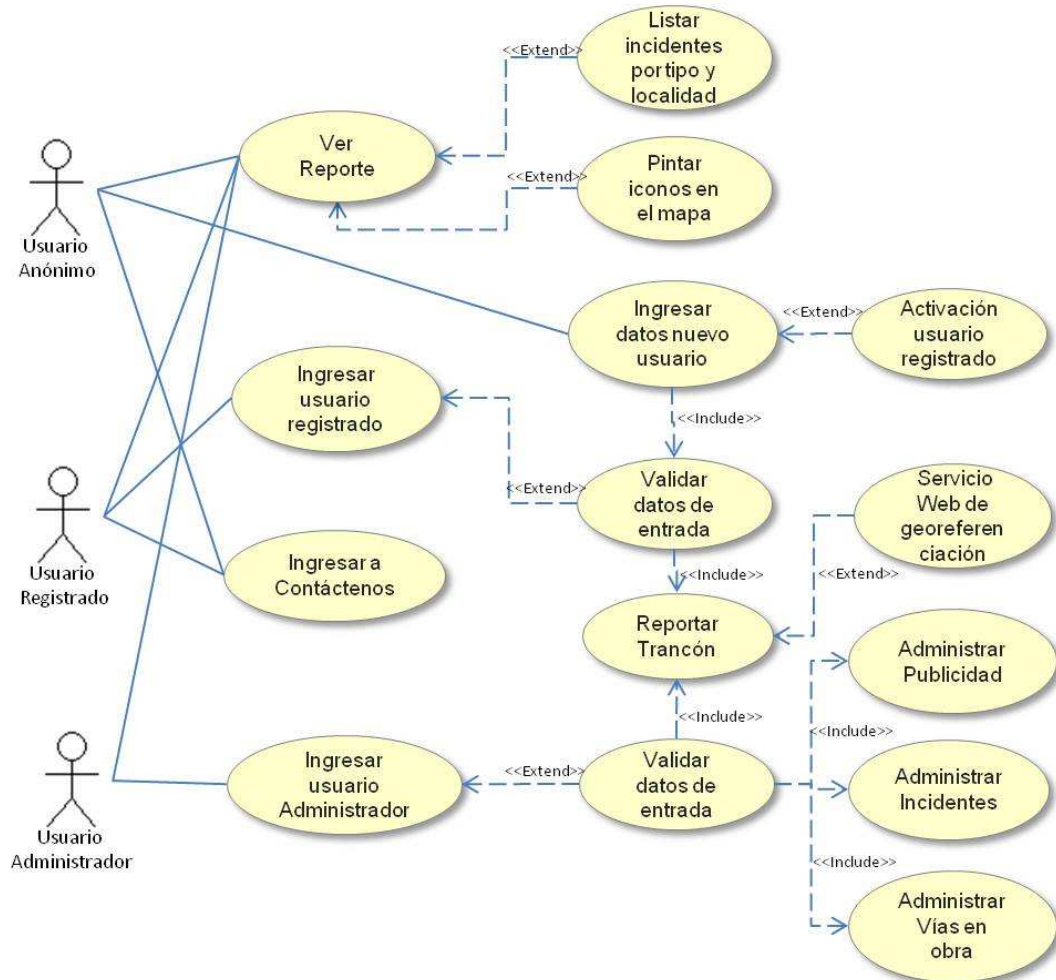 Listar
incidentes
por tipo y
localidad
<<Extend>>
Ver
Reporte
Pintar
iconos en
el mapa
<<Extend>>
Usuario
Anónimo
Ingresar
datos nuevo
usuario
<<Extend>>
Activación
usuario
registrado
Ingresar
usuario
registrado
<<Include>>
<<Extend>>
Validar
datos de
entrada
Servicio
Web de
georeferen
ciación
Usuario
Registrado
Ingresar a
Contáctenos
<<Include>>
<<Extend>>
Reportar
Trancón
Administrar
Publicidad
<<Include>>
<<Include>>
Usuario
Administrador
Ingresar
usuario
Administrador
<<Extend>>
Validar
datos de
entrada
Administrar
Incidentes
<<Include>>
Administrar
Vías en
obra